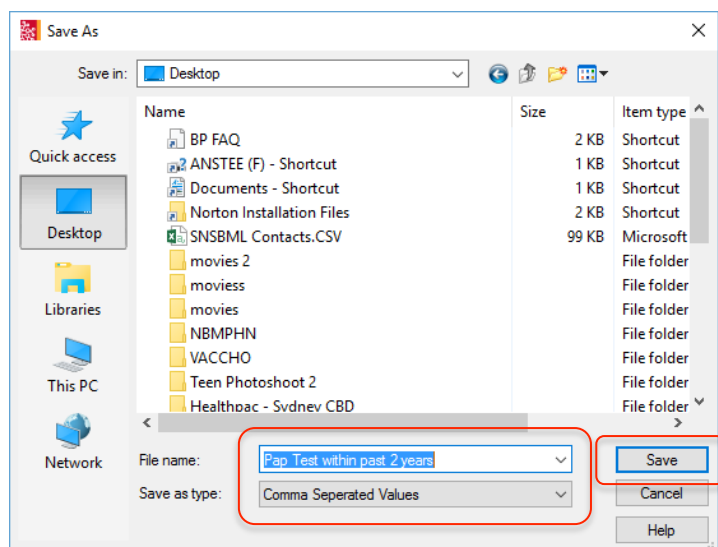 Save As
Save in: Desktop
Name Size Item type
BP FAQ 2 KB Shortcut
ANSTEE (F) - Shortcut 1 KB Shortcut
Documents - Shortcut 1 KB Shortcut
Norton Installation Files 2 KB Shortcut
SNSBML Contacts.CSV 99 KB Microsoft
movies 2 File folder
moviess File folder
movies File folder
NBMPHN File folder
VACCHO File folder
Teen Photoshoot 2 File folder
Healthpac - Sydney CBD File folder
Quick access
Desktop
Libraries
This PC
Network
File name: Pap Test within past 2 years Save
Save as type: Comma Seperated Values Cancel
Help